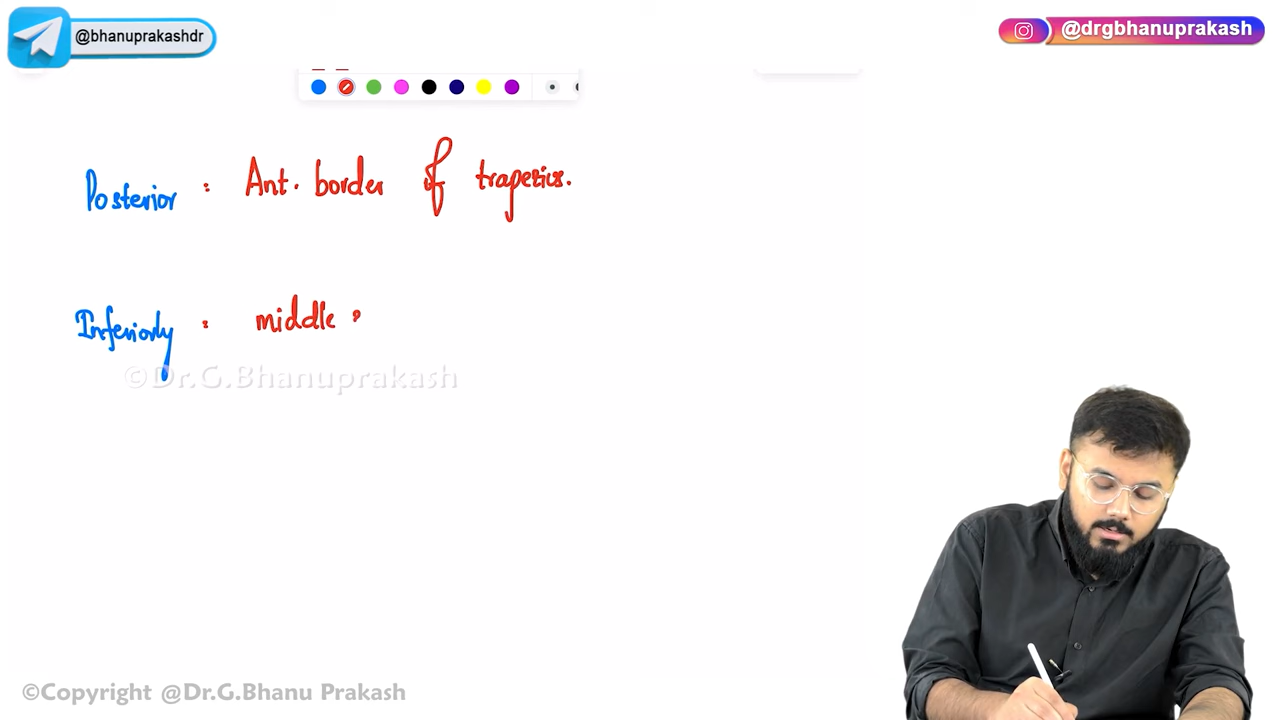 @bhanuprakashdr
@drgbhanuprakash
Posterior : Ant. border of trapezius.
Inferiorly : middle
©Dr.G.Bhanuprakash
©Copyright @Dr.G.Bhanu Prakash